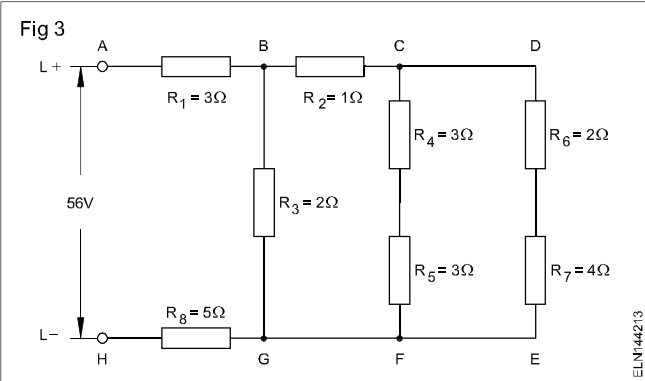 Fig 3
A
B
C
D
L+
R1 = 3Ω
R2 = 1Ω
R4 = 3Ω
R6 = 2Ω
56V
R3 = 2Ω
R5 = 3Ω
R7 = 4Ω
R8 = 5Ω
L−
H
G
F
E
ELN144213